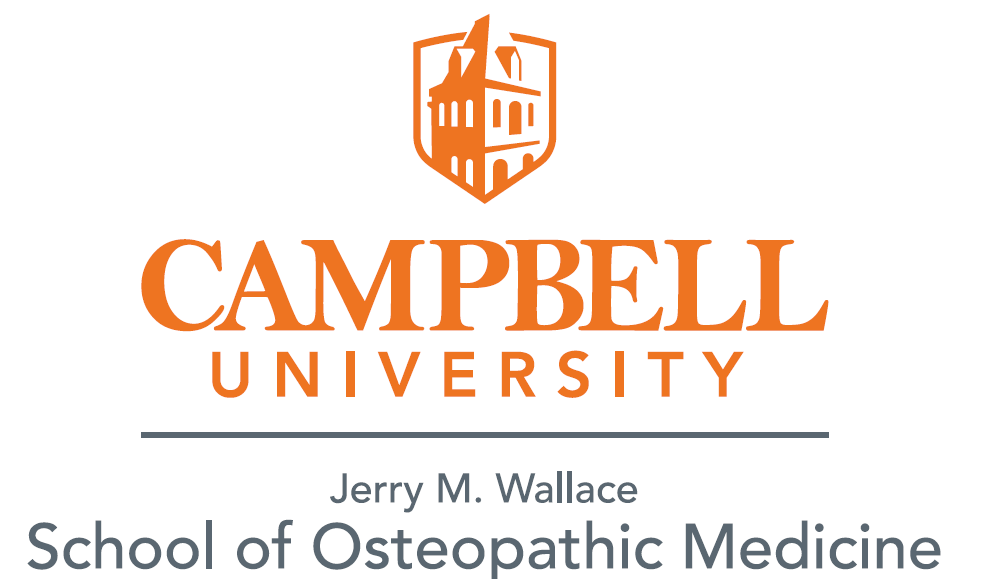 CAMPBELL
UNIVERSITY
Jerry M. Wallace
School of Osteopathic Medicine